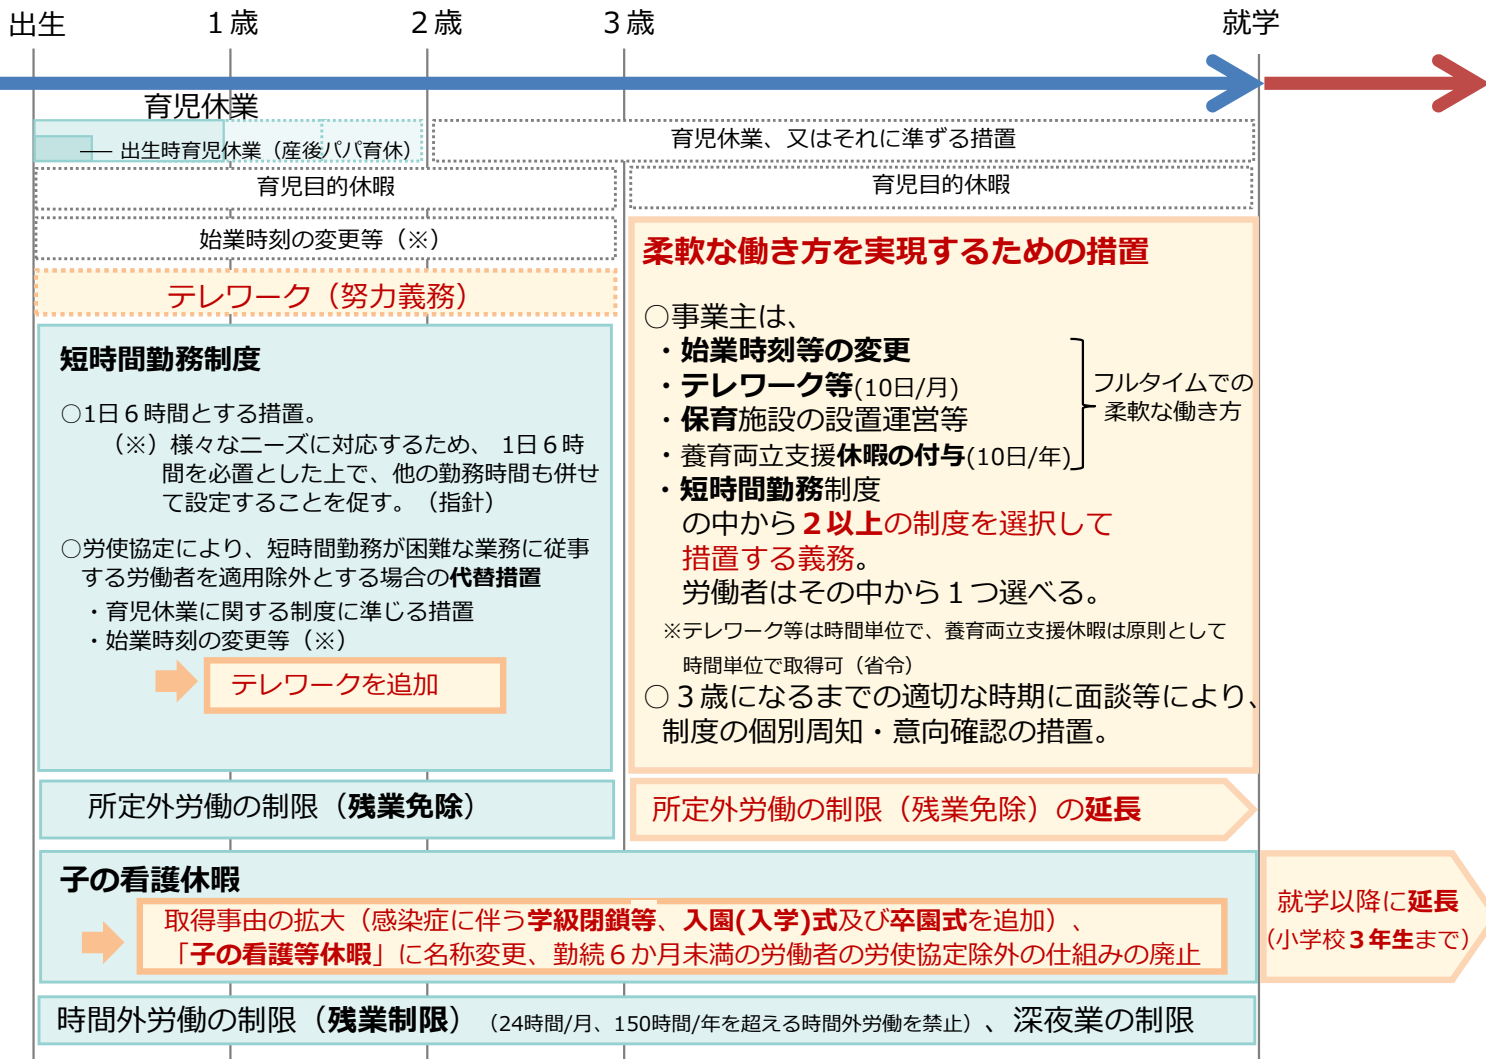 出生
１歳
２歳
３歳
就学
育児休業
出生時育児休業（産後パパ育休）
育児休業、又はそれに準ずる措置
育児目的休暇
育児目的休暇
始業時刻の変更等（※）
テレワーク（努力義務）
短時間勤務制度
○1日６時間とする措置。
（※）様々なニーズに対応するため、 1日６時
間を必置とした上で、他の勤務時間も併せ
て設定することを促す。（指針）
○労使協定により、短時間勤務が困難な業務に従事
する労働者を適用除外とする場合の代替措置
・育児休業に関する制度に準じる措置
・始業時刻の変更等（※）
テレワークを追加
柔軟な働き方を実現するための措置
○事業主は、
・始業時刻等の変更
・テレワーク等(10日/月)
・保育施設の設置運営等
・養育両立支援休暇の付与(10日/年)
・短時間勤務制度
フルタイムでの
柔軟な働き方
の中から２以上の制度を選択して
措置する義務。
労働者はその中から１つ選べる。
※テレワーク等は時間単位で、養育両立支援休暇は原則として
時間単位で取得可（省令）
○３歳になるまでの適切な時期に面談等により、
制度の個別周知・意向確認の措置。
所定外労働の制限（残業免除）
所定外労働の制限（残業免除）の延長
子の看護休暇
取得事由の拡大（感染症に伴う学級閉鎖等、入園(入学)式及び卒園式を追加）、
「子の看護等休暇」に名称変更、勤続６か月未満の労働者の労使協定除外の仕組みの廃止
就学以降に延長
（小学校３年生まで）
時間外労働の制限（残業制限）（24時間/月、150時間/年を超える時間外労働を禁止）、深夜業の制限